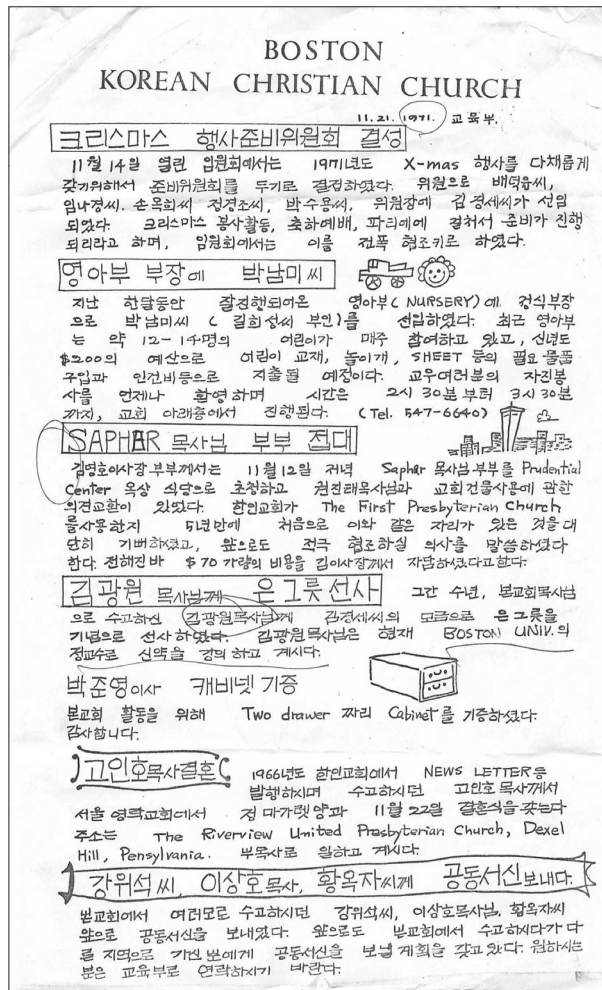 BOSTON
KOREAN CHRISTIAN CHURCH
11.21. 1971. 교육부.
크리스마스 행사준비위원회 결성
11월 14일 열린 임원회에서는 1971년도 X-mas 행사를 다채롭게
갖기위해서 준비위원회를 두기로 결정하였다. 위원으로 배덕윤씨,
임나경씨. 손옥희씨 정경조씨, 박수용씨, 위원장에 김경세씨가 선임
되었다. 크리스마스 봉사활동, 축하예배, 파티에 걸쳐서 준비가 진행
되리라고 하며, 임원회에서는 이를 전폭 협조키로 하였다.
영아부 부장에 박남미씨
지난 한달동안 잘진행되어온 영아부(NURSERY)에 정식부장
으로 박남미씨 (김희성씨 부인)를 선임하였다. 최근 영아부
는 약 12-14명의 어린이가 매주 참여하고 있고, 신년도
$200의 예산으로 어린이 교재, 놀이개, SHEET 등의 필요물품
구입과 인건비등으로 지출될 예정이다. 교우여러분의 자진봉
사를 언제나 환영하며 시간은 2시 30분부터 3시 30분
까지, 교회 아래층에서 진행된다. (Tel. 547-6640)
SAPHAR 목사님 부부 접대
김영호이사장 부부께서는 11월 12일 저녁 Saphar 목사님부부를 Prudential
Center 옥상 식당으로 초청하고 권진태목사님과 교회건물사용에 관한
의견교환이 있었다. 한인교회가 The First Presbyterian Church
를사용한지 5년만에 처음으로 이와 같은 자리가 있은 것을 대
단히 기뻐하셨고, 앞으로도 적극 협조하실 의사를 말씀하셨다
한다. 전해진바 $70 가량의 비용을 김이사장께서 자담하셨다고한다.
김광원 목사님께 은그릇선사
그간 수년, 본교회목사님
으로 수고하신 김광원목사님께 김경세씨의 모금으로 은그릇을
기념으로 선사하였다. 김광원목사님은 현재 BOSTON UNIV.의
정교수로 신약을 강의하고 계시다.
박준영이사 캐비넷 기증
본교회 활동을 위해 Two drawer 짜리 Cabinet를 기증하셨다.
감사합니다.
고인호목사결혼
1966년도 한인교회에서 NEWS LETTER등
발행하시며 수고하시던 고인호목사께서
서울 영락교회에서 정 마가렛양과 11월 22일 결혼식을 갖는다
주소는 The Riverview United Presbyterian Church, Dexel
Hill, Pensylvania. 부목사로 일하고 계시다.
강위석씨, 이상호목사, 황옥자씨께 공동서신보내다.
본교회에서 여러모로 수고하시던 강위석씨, 이상호목사님, 황옥자씨
앞으로 공동서신을 보내었다. 앞으로도 본교회에서 수고하시다가 다
른 지역으로 가신 분에게 공동서신을 보낼 계획을 갖고 있다. 원하시는
분은 교육부로 연락하시기 바란다.